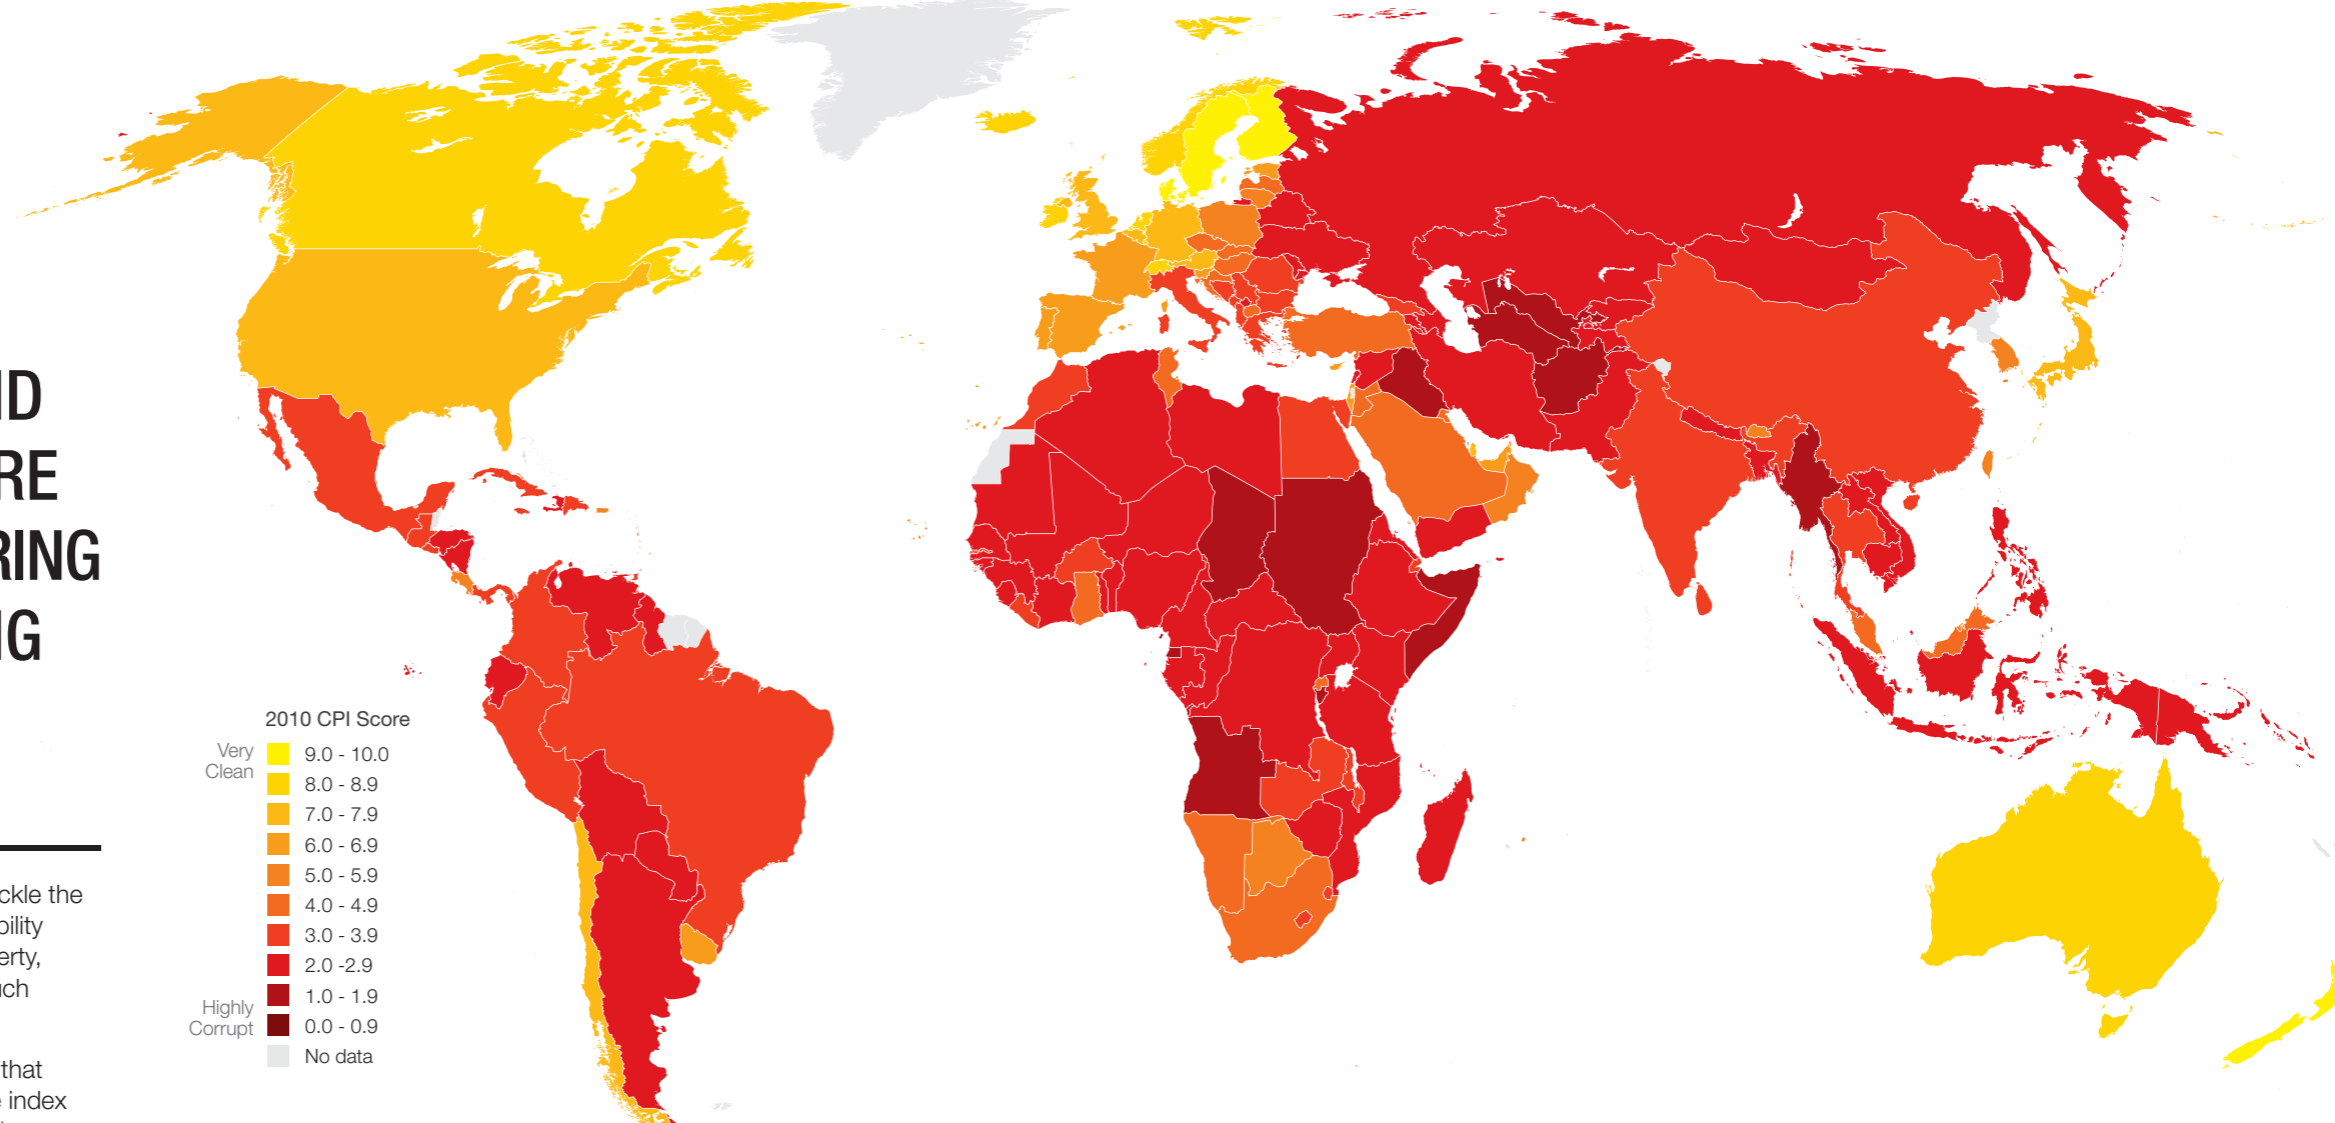 ID
RE
RING
IG
ckle the
bility
erty,
uch
that
index
2010 CPI Score
Very
Clean
9.0 - 10.0
8.0 - 8.9
7.0 - 7.9
6.0 - 6.9
5.0 - 5.9
4.0 - 4.9
3.0 - 3.9
2.0 -2.9
1.0 - 1.9
Highly
Corrupt
0.0 - 0.9
No data